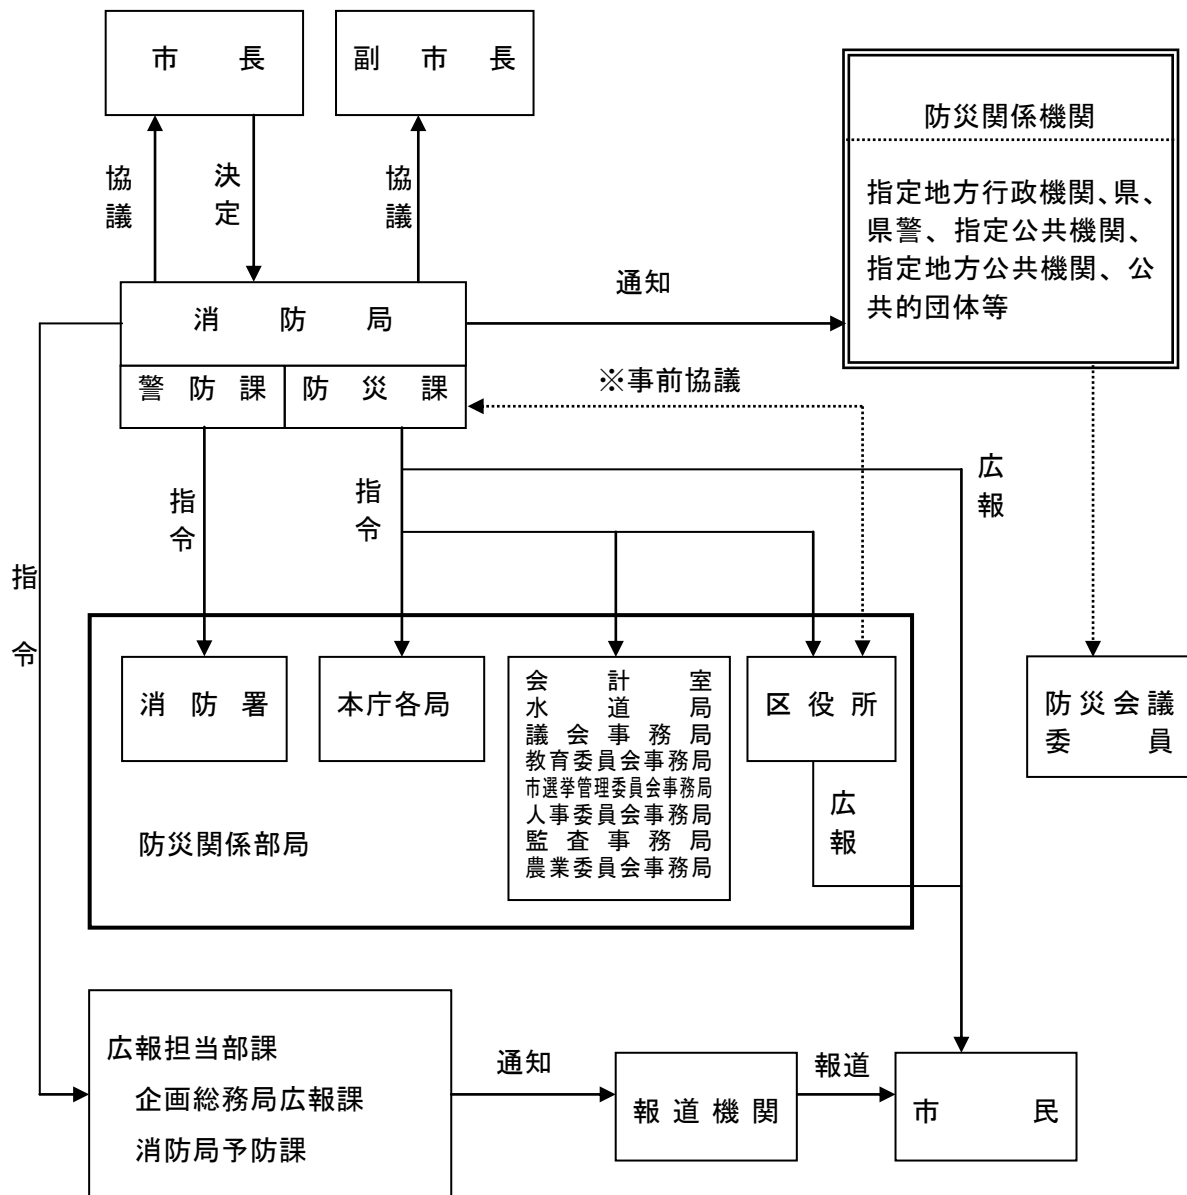 市長
副市長
防災関係機関
指定地方行政機関、県、
県警、指定公共機関、
指定地方公共機関、公
共的団体等
協議
決定
協議
通知
消防局
警防課
防災課
※事前協議
広報
指令
指令
指令
消防署
本庁各局
会計室
水道局
議会事務局
教育委員会事務局
市選挙管理委員会事務局
人事委員会事務局
監査事務局
農業委員会事務局
区役所
防災会議
委員
広報
防災関係部局
広報担当部課
企画総務局広報課
消防局予防課
通知
報道機関
報道
市民